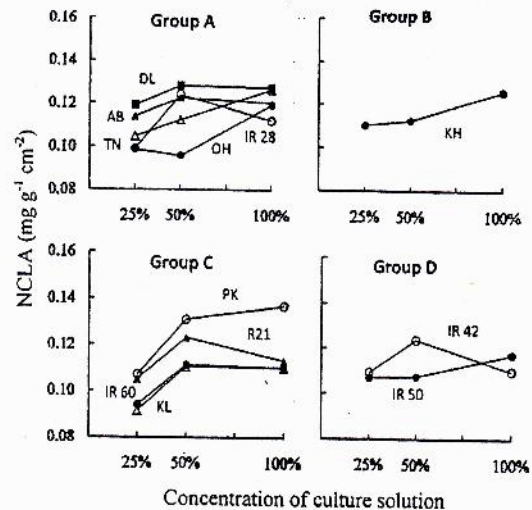 NCLA (mg g⁻¹ cm⁻²)
Group A
0.16
0.14
0.12
0.10
0.08
DL
AB
TN
OH
IR 28
25% 50% 100%
Group B
KH
25% 50% 100%
Group C
0.16
0.14
0.12
0.10
0.08
PK
R21
IR 60
KL
25% 50% 100%
Group D
IR 42
IR 50
25% 50% 100%
Concentration of culture solution